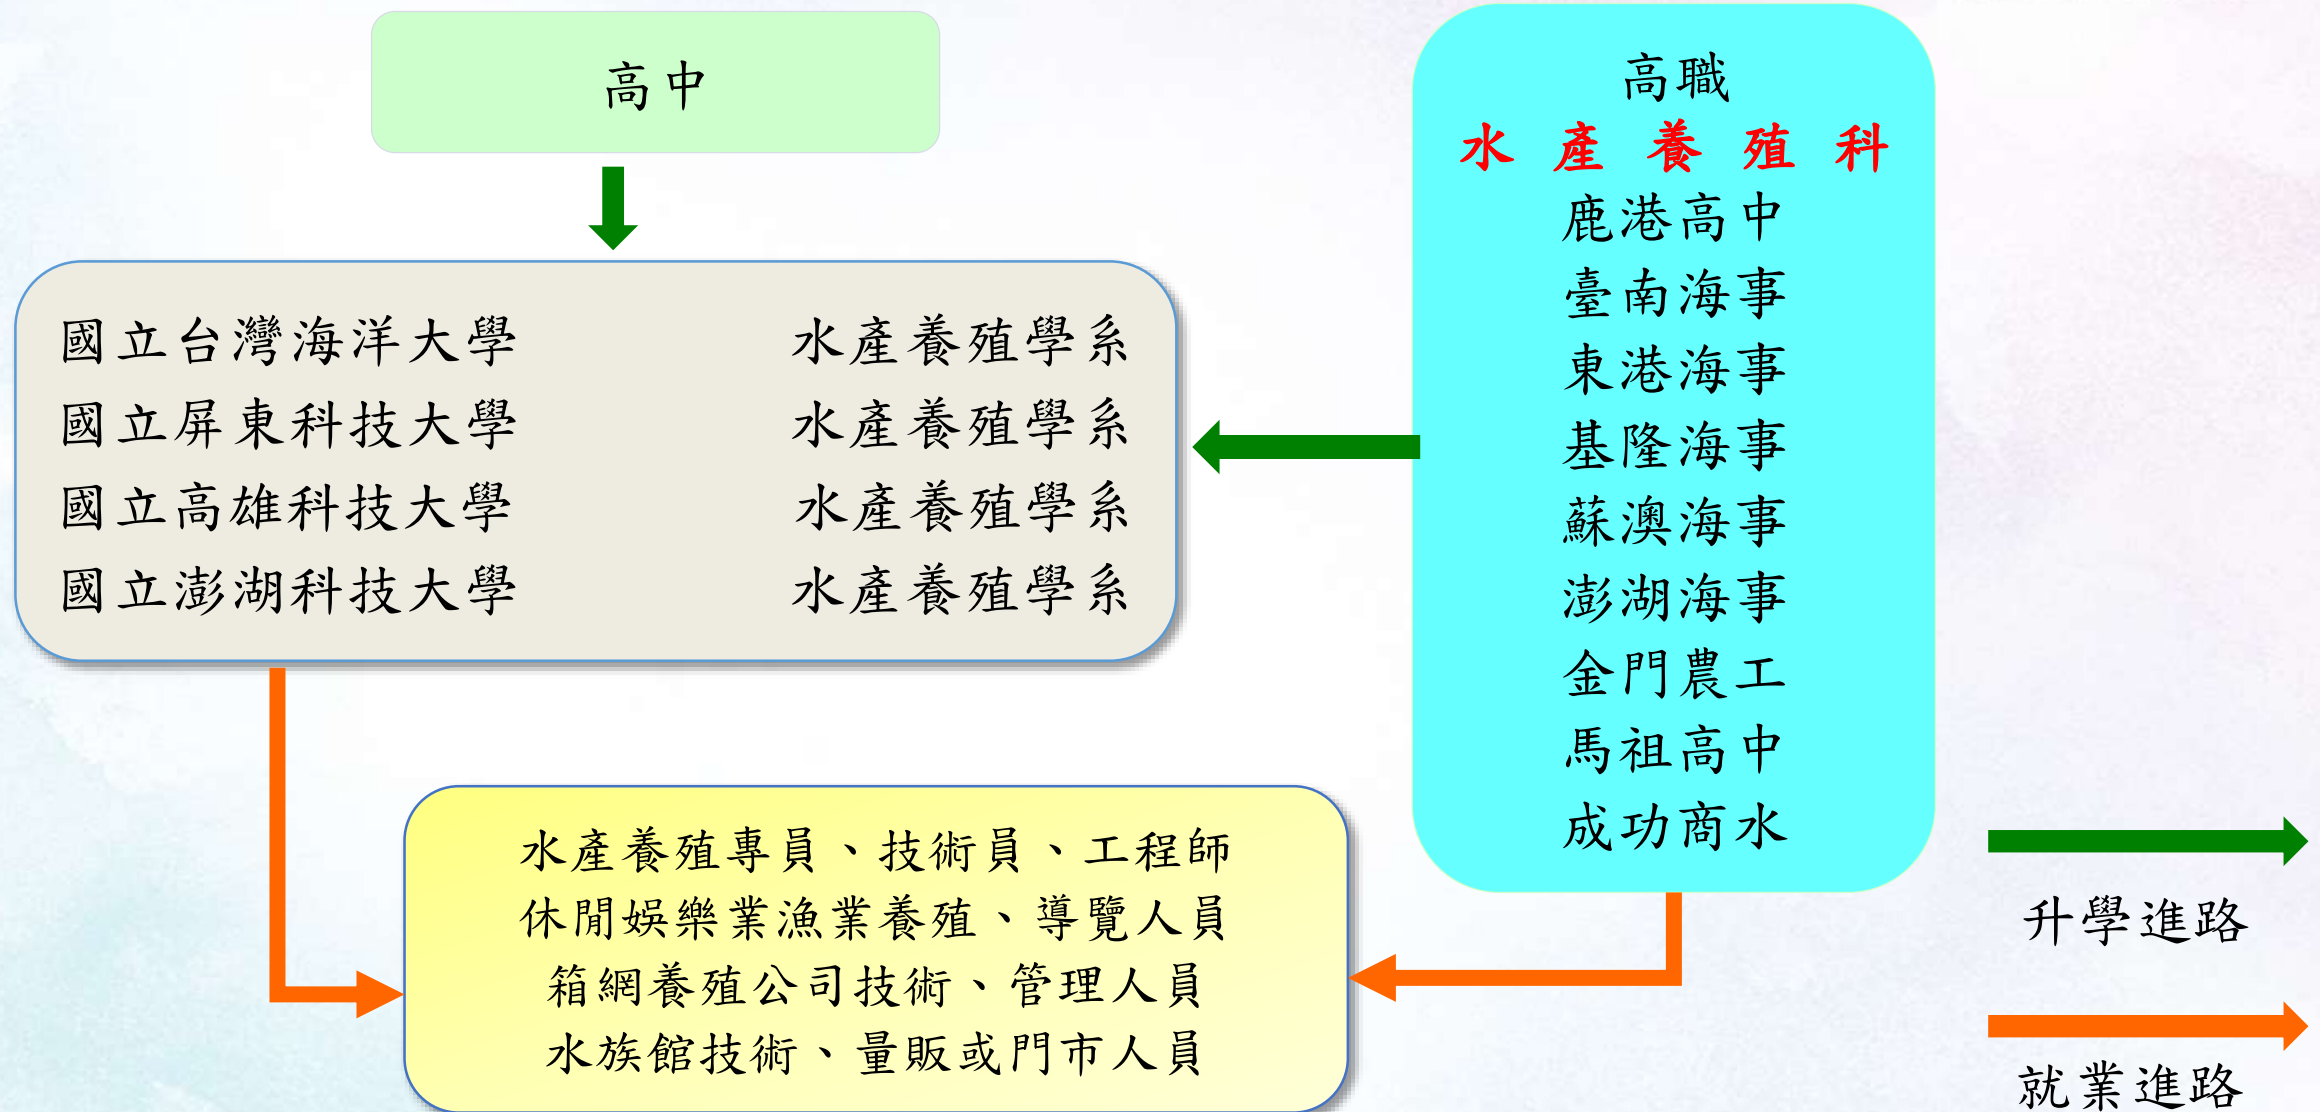 高中
國立台灣海洋大學 水產養殖學系
國立屏東科技大學 水產養殖學系
國立高雄科技大學 水產養殖學系
國立澎湖科技大學 水產養殖學系
高職
水產養殖科
鹿港高中
臺南海事
東港海事
基隆海事
蘇澳海事
澎湖海事
金門農工
馬祖高中
成功商水
水產養殖專員、技術員、工程師
休閒娛樂業漁業養殖、導覽人員
箱網養殖公司技術、管理人員
水族館技術、量販或門市人員
升學進路
就業進路